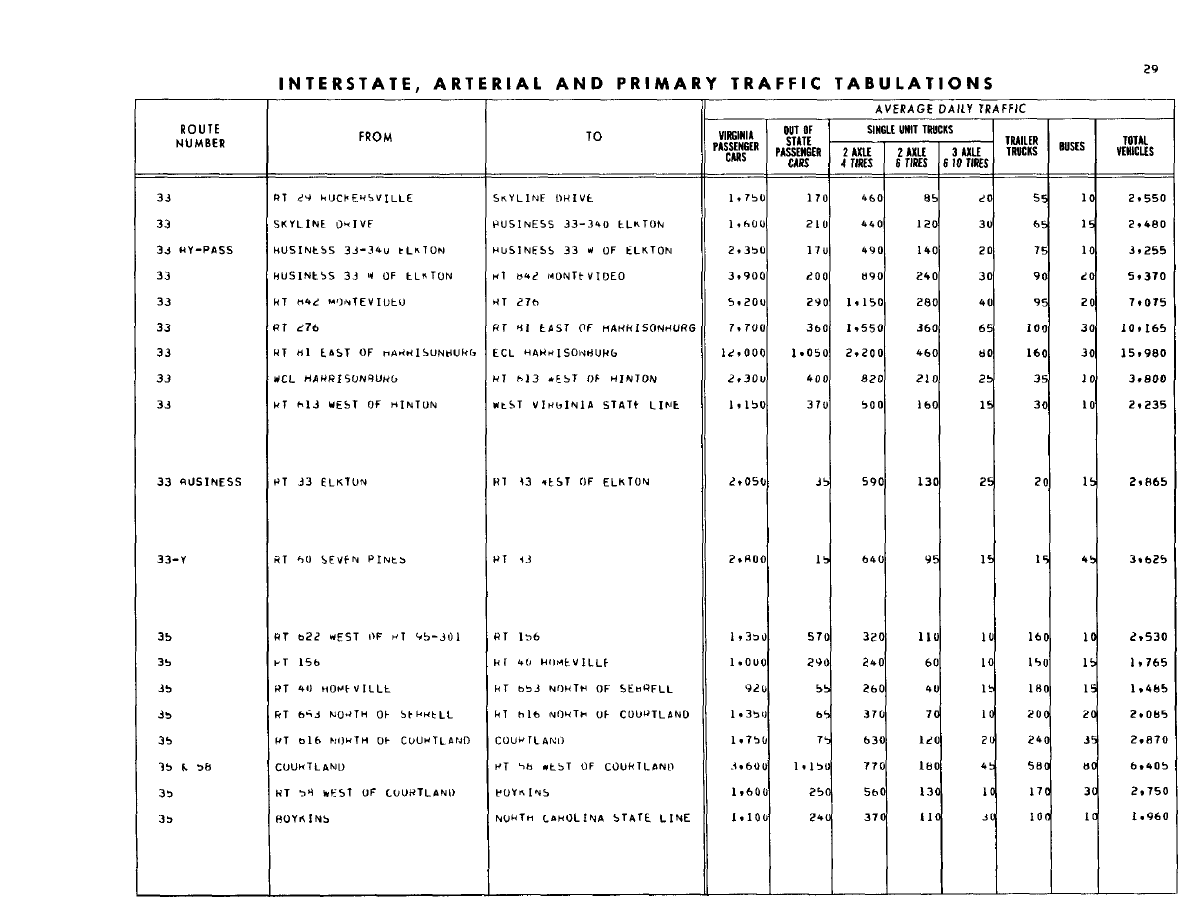 29
INTERSTATE, ARTERIAL AND PRIMARY TRAFFIC TABULATIONS
ROUTE NUMBER FROM TO AVERAGE DAILY TRAFFIC
VIRGINIA PASSENGER CARS OUT OF STATE PASSENGER CARS SINGLE UNIT TRUCKS 2 AXLE 4 TIRES 2 AXLE 6 TIRES 3 AXLE 6 10 TIRES TRAILER TRUCKS BUSES TOTAL VEHICLES
33 RT 29 RUCKERSVILLE SKYLINE DRIVE 1,750 170 460 85 20 55 10 2,550
33 SKYLINE DRIVE BUSINESS 33-340 ELKTON 1,600 210 440 120 30 65 15 2,480
33 BY-PASS BUSINESS 33-340 ELKTON BUSINESS 33 W OF ELKTON 2,350 170 490 140 20 75 10 3,255
33 BUSINESS 33 W OF ELKTON RT 842 MONTEVIDEO 3,900 200 890 240 30 90 20 5,370
33 RT 842 MONTEVIDEO RT 276 5,200 290 1,150 280 40 95 20 7,075
33 RT 276 RT 81 EAST OF HARRISONBURG 7,700 360 1,550 360 65 100 30 10,165
33 RT 81 EAST OF HARRISONBURG ECL HARRISONBURG 12,000 1,050 2,200 460 80 160 30 15,980
33 WCL HARRISONBURG RT 613 WEST OF HINTON 2,300 400 820 210 25 35 10 3,800
33 RT 613 WEST OF HINTON WEST VIRGINIA STATE LINE 1,150 370 500 160 15 30 10 2,235
33 BUSINESS RT 33 ELKTON RT 33 WEST OF ELKTON 2,050 35 590 130 25 20 15 2,865
33-Y RT 60 SEVEN PINES RT 33 2,800 15 640 95 15 15 45 3,625
35 RT 622 WEST OF RT 95-301 RT 156 1,350 570 320 110 10 160 10 2,530
35 RT 156 RT 40 HOMEVILLE 1,000 290 240 60 10 150 15 1,765
35 RT 40 HOMEVILLE RT 653 NORTH OF SEBRELL 920 55 260 40 15 180 15 1,485
35 RT 653 NORTH OF SEBRELL RT 616 NORTH OF COURTLAND 1,350 65 370 70 10 200 20 2,085
35 RT 616 NORTH OF COURTLAND COURTLAND 1,750 75 630 120 20 240 35 2,870
35 & 58 COURTLAND RT 58 WEST OF COURTLAND 3,600 1,150 770 180 45 580 80 6,405
35 RT 58 WEST OF COURTLAND BOYKINS 1,600 250 560 130 10 170 30 2,750
35 BOYKINS NORTH CAROLINA STATE LINE 1,100 240 370 110 30 100 10 1,960